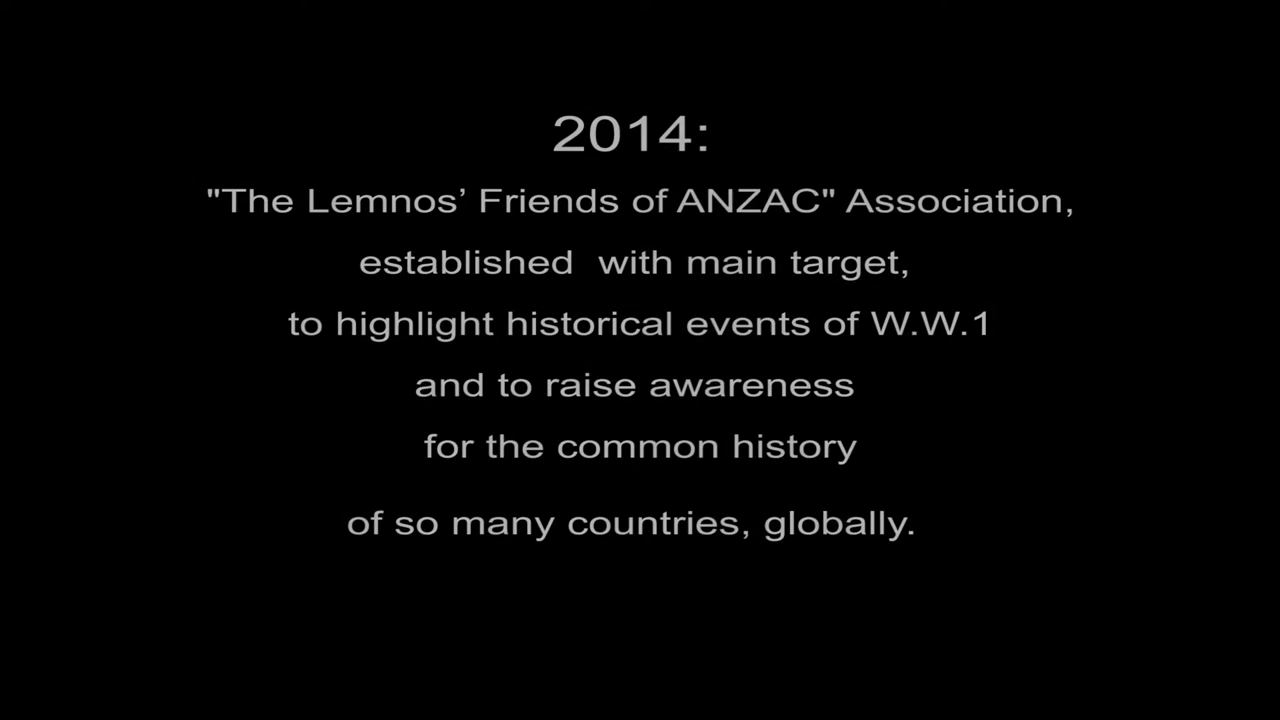 2014:
"The Lemnos’ Friends of ANZAC" Association,
established  with main target,
to highlight historical events of W.W.1
and to raise awareness
for the common history
of so many countries, globally.